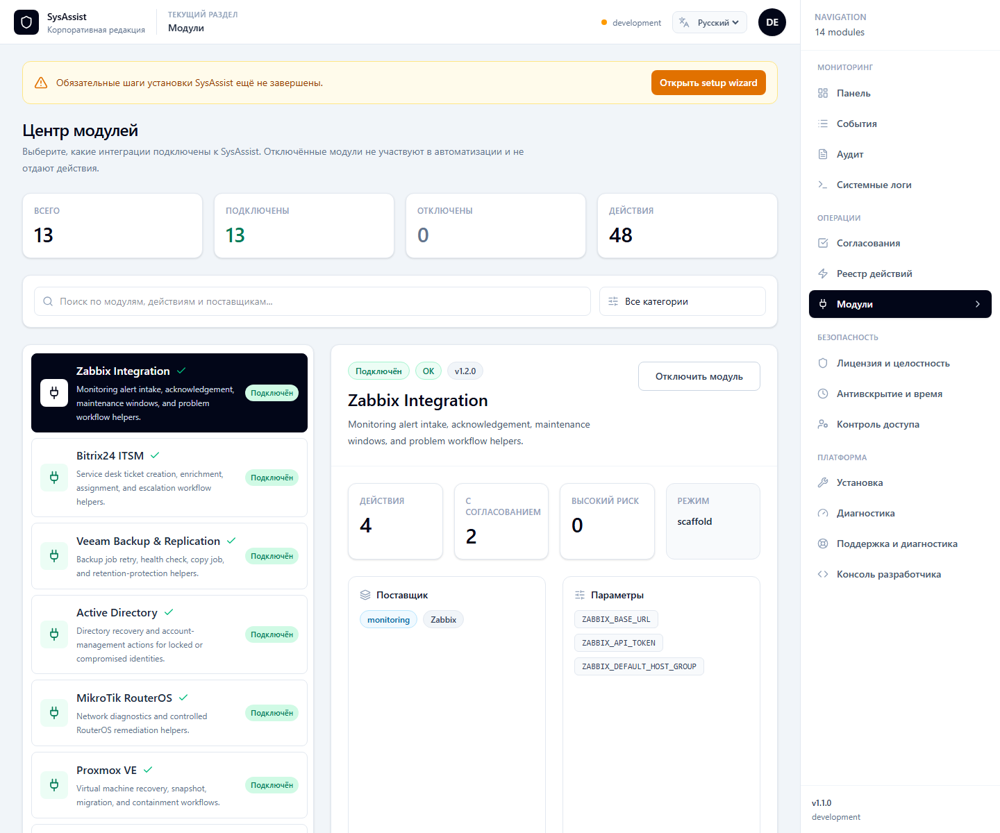 SysAssist
Корпоративная редакция
ТЕКУЩИЙ РАЗДЕЛ
Модули
development
Русский
DE
Обязательные шаги установки SysAssist ещё не завершены.
Открыть setup wizard
Центр модулей
Выберите, какие интеграции подключены к SysAssist. Отключённые модули не участвуют в автоматизации и не
отдают действия.
ВСЕГО
13
ПОДКЛЮЧЕНЫ
13
ОТКЛЮЧЕНЫ
0
ДЕЙСТВИЯ
48
Поиск по модулям, действиям и поставщикам...
Все категории
Zabbix Integration
Monitoring alert intake, acknowledgement,
maintenance windows, and problem
workflow helpers.
Подключён
Bitrix24 ITSM
Service desk ticket creation, enrichment,
assignment, and escalation workflow
helpers.
Подключён
Veeam Backup & Replication
Backup job retry, health check, copy job,
and retention-protection helpers.
Подключён
Active Directory
Directory recovery and account-
management actions for locked or
compromised identities.
Подключён
MikroTik RouterOS
Network diagnostics and controlled
RouterOS remediation helpers.
Подключён
Proxmox VE
Virtual machine recovery, snapshot,
migration, and containment workflows.
Подключён
Подключён
OK
v1.2.0
Отключить модуль
Zabbix Integration
Monitoring alert intake, acknowledgement, maintenance
windows, and problem workflow helpers.
ДЕЙСТВИЯ
4
С
СОГЛАСОВАНИЕМ
2
ВЫСОКИЙ РИСК
0
РЕЖИМ
scaffold
Поставщик
monitoring
Zabbix
Параметры
ZABBIX_BASE_URL
ZABBIX_API_TOKEN
ZABBIX_DEFAULT_HOST_GROUP
NAVIGATION
14 modules
МОНИТОРИНГ
Панель
События
Аудит
Системные логи
ОПЕРАЦИИ
Согласования
Реестр действий
Модули
БЕЗОПАСНОСТЬ
Лицензия и целостность
Антивскрытие и время
Контроль доступа
ПЛАТФОРМА
Установка
Диагностика
Поддержка и диагностика
Консоль разработчика
v1.1.0
development